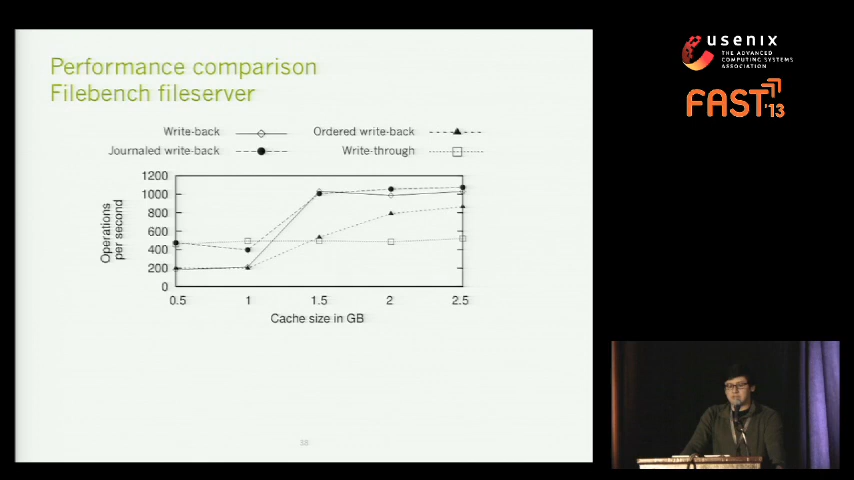 Performance comparison
Filebench fileserver
Write-back
Ordered write-back
Journaled write-back
Write-through
Operations
per second
1200
1000
800
600
400
200
0
0.5 1 1.5 2 2.5
Cache size in GB
usenix
THE ADVANCED
COMPUTING SYSTEMS
ASSOCIATION
FAST '13